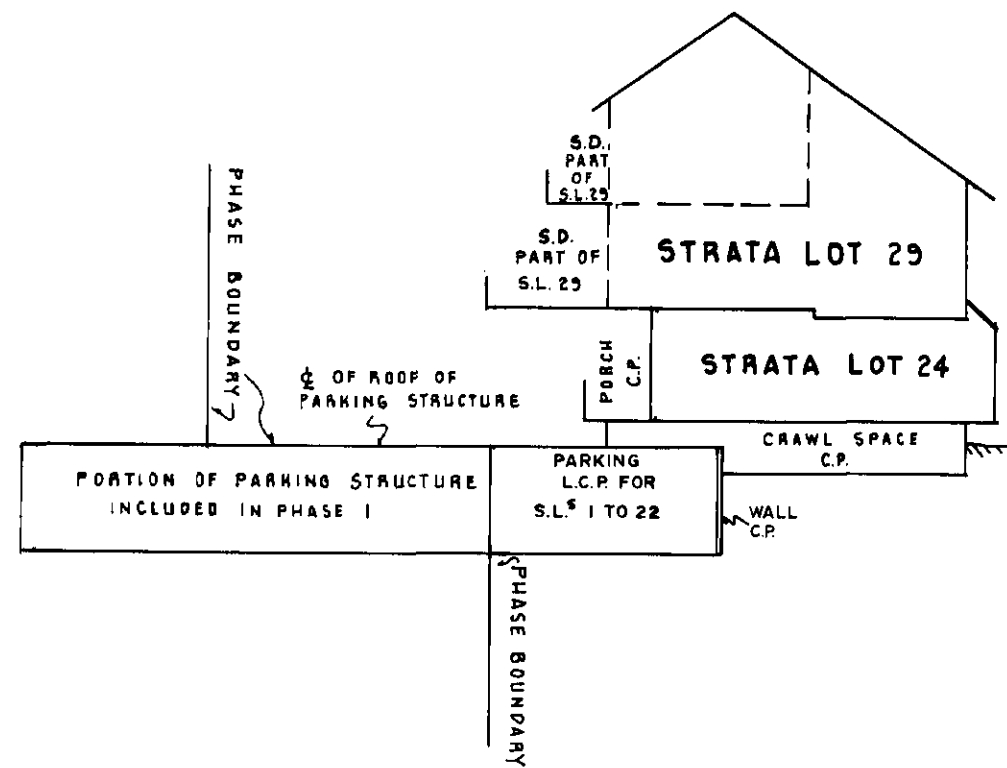 S.D.
PART
OF
S.L.29
S.D.
PART OF
S.L. 29
STRATA LOT 29
PHASE BOUNDARY
PORCH
C.P.
STRATA LOT 24
℄ OF ROOF OF
PARKING STRUCTURE
CRAWL SPACE
C.P.
PORTION OF PARKING STRUCTURE
INCLUDED IN PHASE 1
PARKING
L.C.P. FOR
S.L.S 1 TO 22
WALL
C.P.
PHASE BOUNDARY